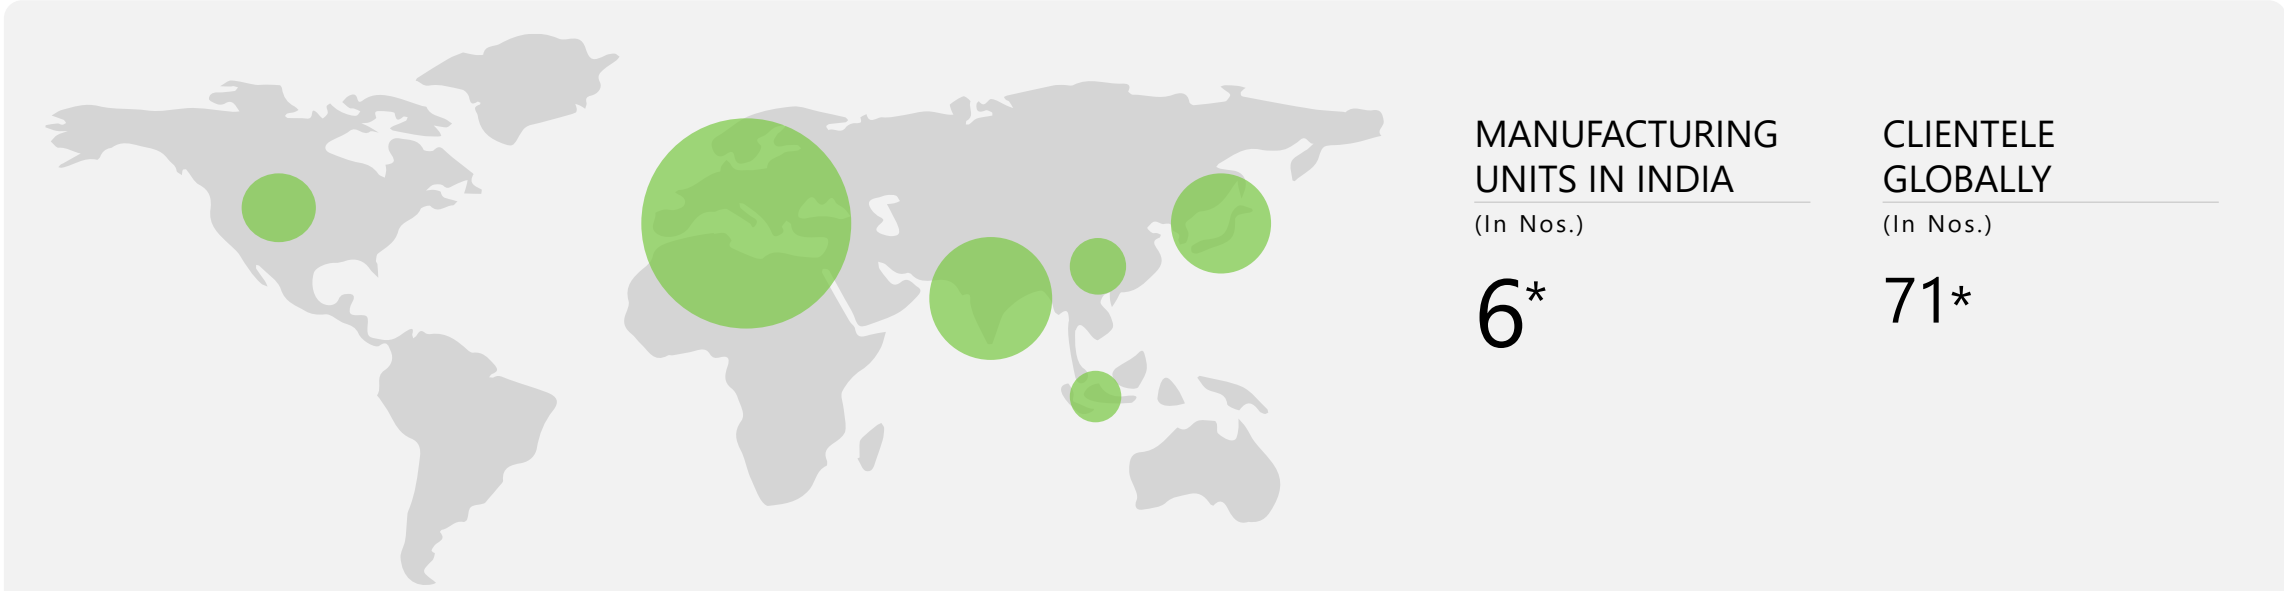 MANUFACTURING
UNITS IN INDIA
(In Nos.)
6*
CLIENTELE
GLOBALLY
(In Nos.)
71*